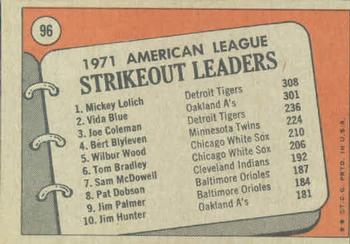 96
1971 AMERICAN LEAGUE
STRIKEOUT LEADERS
1. Mickey Lolich Detroit Tigers 308
2. Vida Blue Oakland A's 301
3. Joe Coleman Detroit Tigers 236
4. Bert Blyleven Minnesota Twins 224
5. Wilbur Wood Chicago White Sox 210
6. Tom Bradley Chicago White Sox 206
7. Sam McDowell Cleveland Indians 192
8. Pat Dobson Baltimore Orioles 187
9. Jim Palmer Baltimore Orioles 184
10. Jim Hunter Oakland A's 181
©T.C.G. PRTD. IN U.S.A.